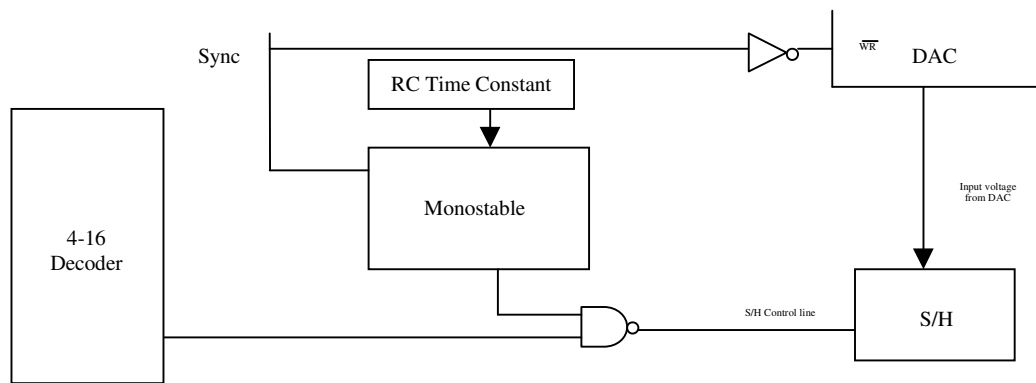 Sync
WR
DAC
RC Time Constant
Input voltage
from DAC
Monostable
4-16
Decoder
S/H Control line
S/H